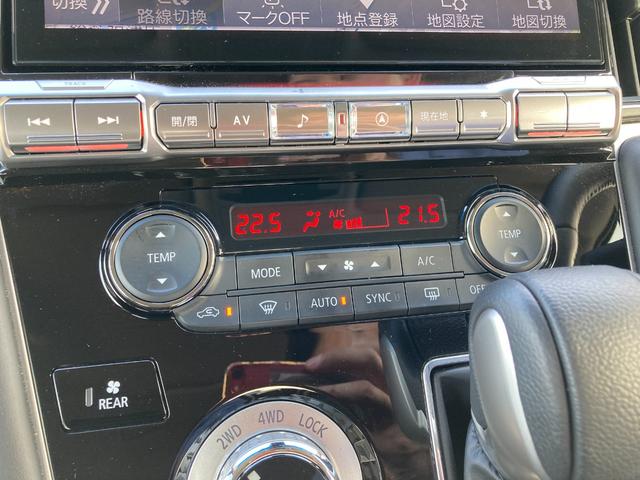 切換 路線切換 マークOFF 地点登録 地図設定 地図切換
TRACK
開/閉 AV 現在地
22.5 A/C 21.5
TEMP TEMP
MODE A/C
AUTO SYNC OFF
REAR
2WD 4WD LOCK